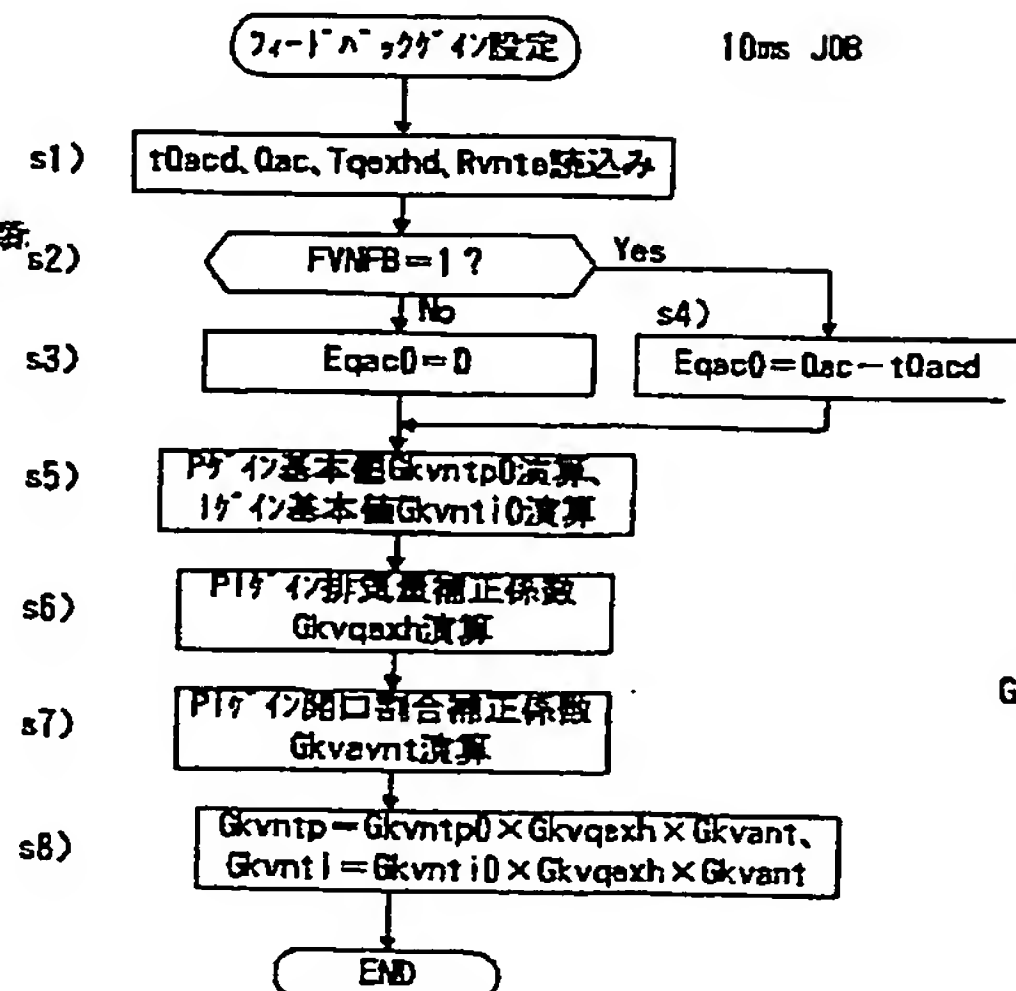 フィードバックゲイン設定
10ms JOB
s1)
tQacd、Qac、Tqexhd、Rvnte読込み
s2)
FVNFB=1?
Yes
No
s3)
Eqac0=0
s4)
Eqac0=Qac-tQacd
s5)
Pゲイン基本値Gkvntp0演算、
Iゲイン基本値Gkvnti0演算
s6)
PIゲイン排気量補正係数
Gkvqexh演算
s7)
PIゲイン開口割合補正係数
Gkvavnt演算
G
s8)
Gkvntp=Gkvntp0×Gkvqexh×Gkvant、
Gkvnti=Gkvnti0×Gkvqexh×Gkvant
END